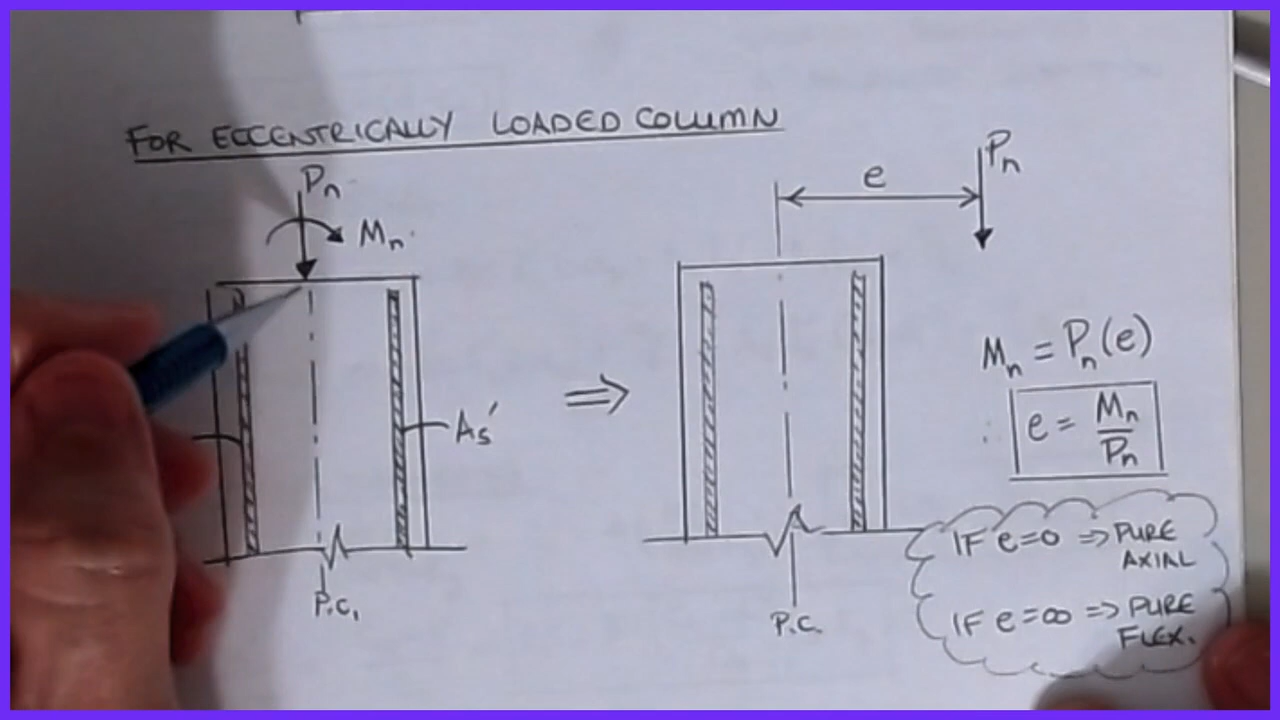 FOR ECCENTRICALLY LOADED COLUMN
Pn
Mn
As'
P.C.
⇒
e
Pn
P.C.
Mn = Pn(e)
e = Mn/Pn
IF e=0 ⇒ PURE
AXIAL
IF e=∞ ⇒ PURE
FLEX.